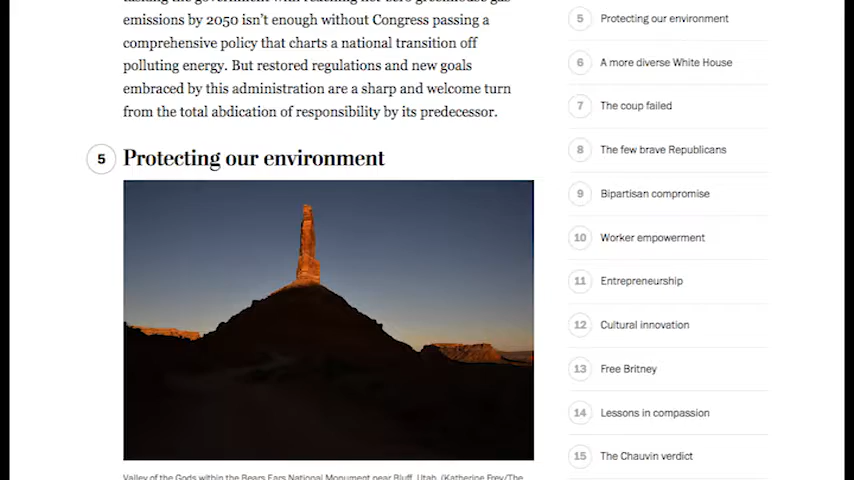 tasking the government with reaching net-zero greenhouse gas
emissions by 2050 isn't enough without Congress passing a
comprehensive policy that charts a national transition off
polluting energy. But restored regulations and new goals
embraced by this administration are a sharp and welcome turn
from the total abdication of responsibility by its predecessor.
5 Protecting our environment
Valley of the Gods within the Bears Ears National Monument near Bluff, Utah. (Katherine Frey/The
5 Protecting our environment
6 A more diverse White House
7 The coup failed
8 The few brave Republicans
9 Bipartisan compromise
10 Worker empowerment
11 Entrepreneurship
12 Cultural innovation
13 Free Britney
14 Lessons in compassion
15 The Chauvin verdict